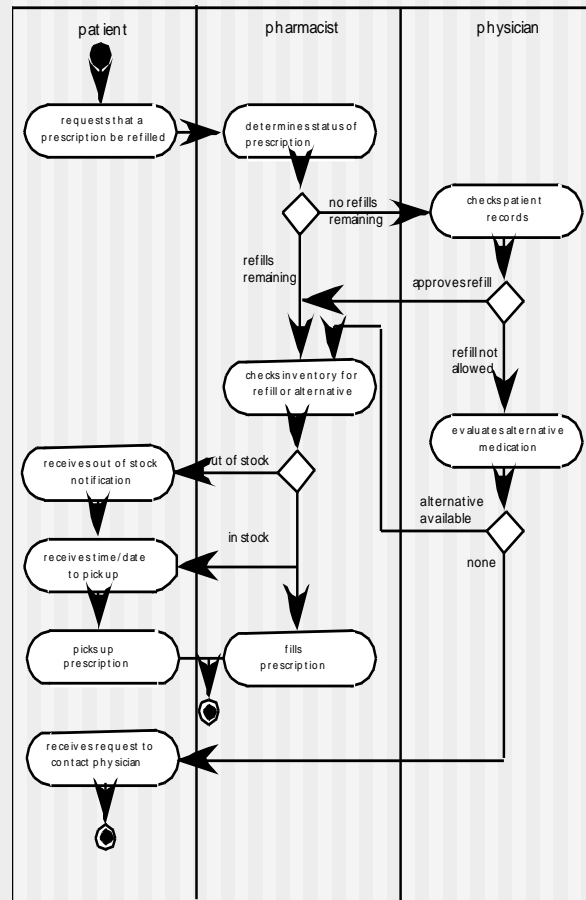 patient
pharmacist
physician
requests that a
prescription be refilled
determines status of
prescription
no refills
remaining
checks patient
records
refills
remaining
approves refill
refill not
allowed
checks inventory for
refill or alternative
evaluates alternative
medication
receives out of stock
notification
out of stock
alternative
available
in stock
receives time/date
to pickup
none
picks up
prescription
fills
prescription
receives request to
contact physician